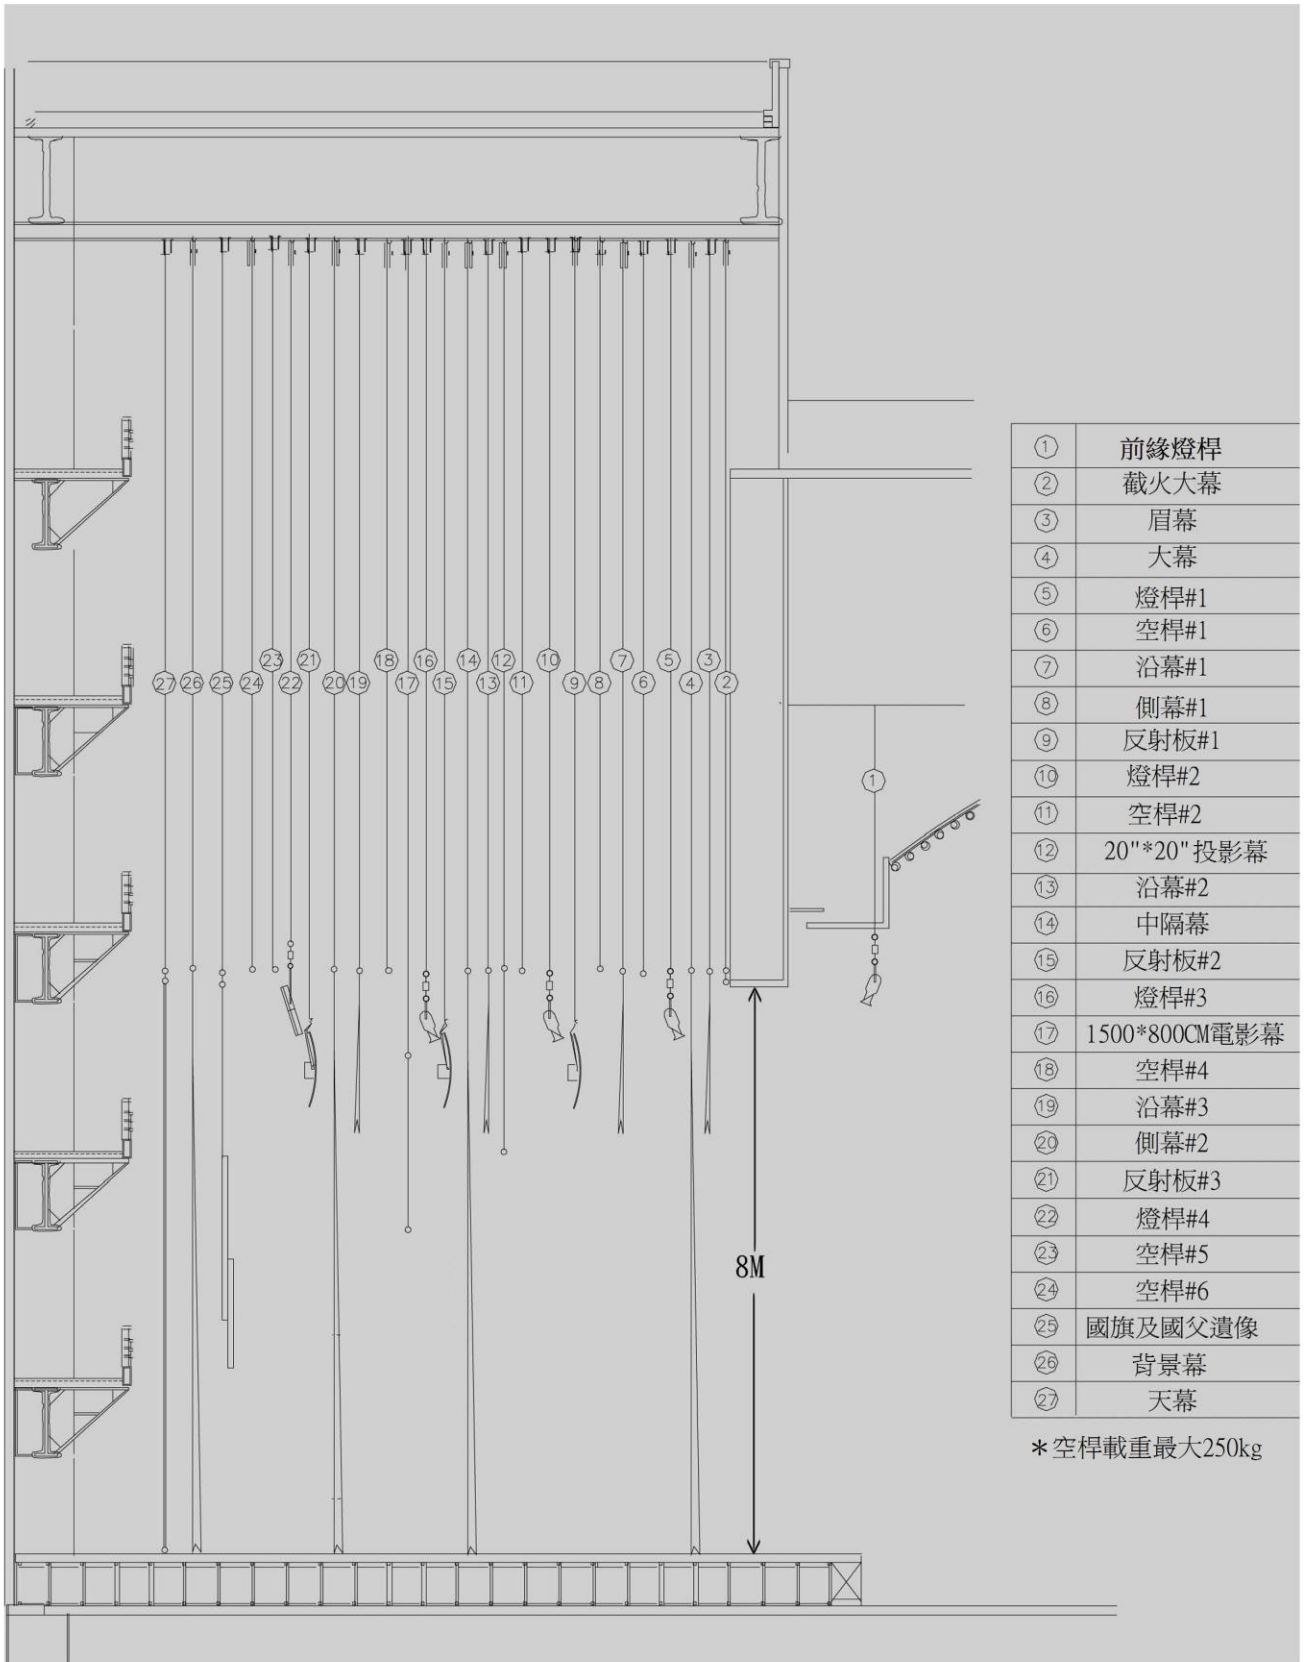 23
21
18
16
14
12
10
7
5
3
27
26
25
24
22
20
19
17
15
13
11
9
8
6
4
2
1
8M
1 前緣燈桿
2 截火大幕
3 眉幕
4 大幕
5 燈桿#1
6 空桿#1
7 沿幕#1
8 側幕#1
9 反射板#1
10 燈桿#2
11 空桿#2
12 20"*20"投影幕
13 沿幕#2
14 中隔幕
15 反射板#2
16 燈桿#3
17 1500*800CM電影幕
18 空桿#4
19 沿幕#3
20 側幕#2
21 反射板#3
22 燈桿#4
23 空桿#5
24 空桿#6
25 國旗及國父遺像
26 背景幕
27 天幕
*空桿載重最大250kg